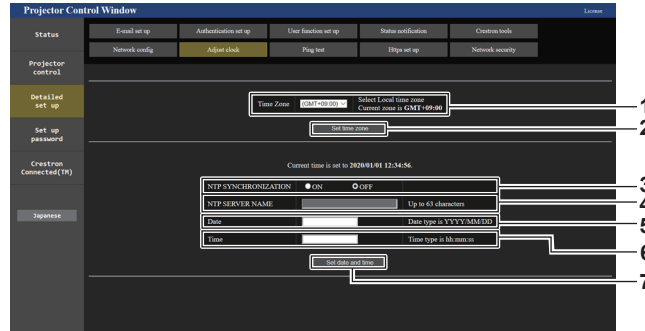 Projector Control Window
License
Status
E-mail set up
Authentication set up
User function set up
Status notification
Crestron tools
Network config
Adjust clock
Ping test
Https set up
Network security
Projector
control
Detailed
set up
Set up
password
Crestron
Connected(TM)
Japanese
Time Zone
(GMT+09:00)
Select Local time zone
Current zone is GMT+09:00
1
Set time zone
2
Current time is set to 2020/01/01 12:34:56.
NTP SYNCHRONIZATION
ON
OFF
3
NTP SERVER NAME
Up to 63 characters
4
Date
Date type is YYYY/MM/DD
5
Time
Time type is hh:mm:ss
6
Set date and time
7